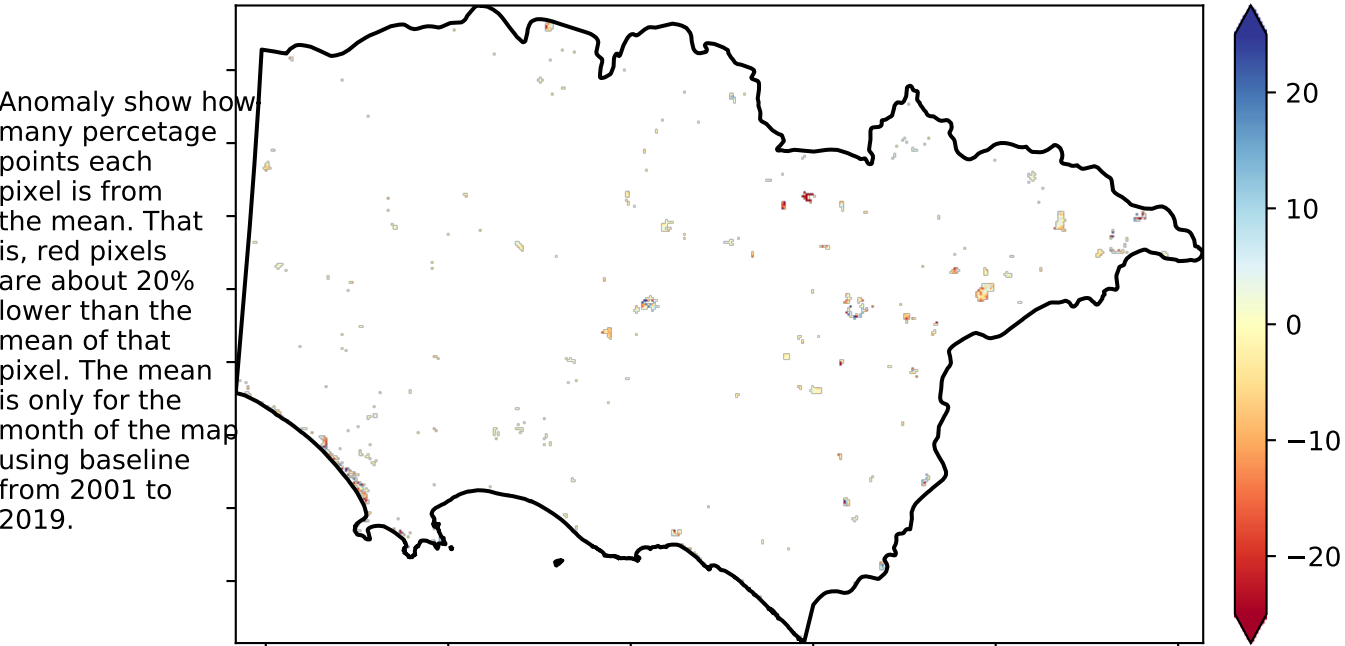 Anomaly show how
many percetage
points each
pixel is from
the mean. That
is, red pixels
are about 20%
lower than the
mean of that
pixel. The mean
is only for the
month of the map
using baseline
from 2001 to
2019.
20
10
0
−10
−20